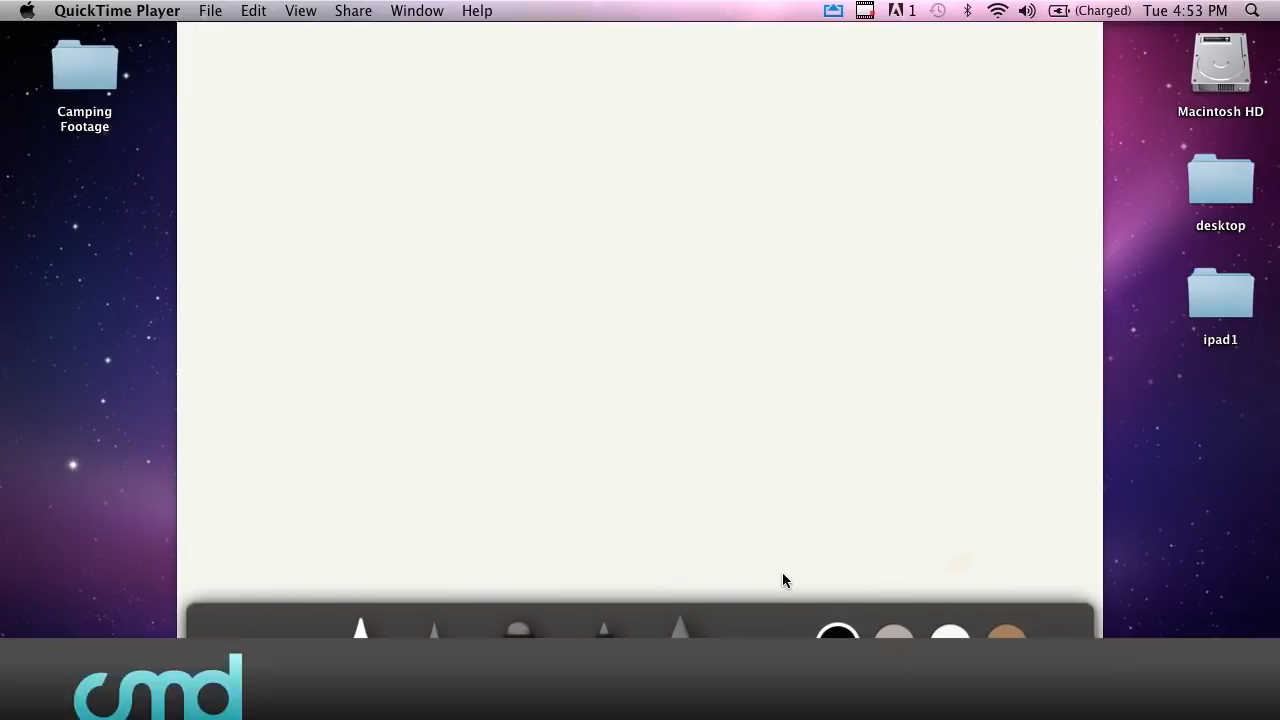 QuickTime Player File Edit View Share Window Help 1 (Charged) Tue 4:53 PM
Camping
Footage
Macintosh HD
desktop
ipad1
cmd